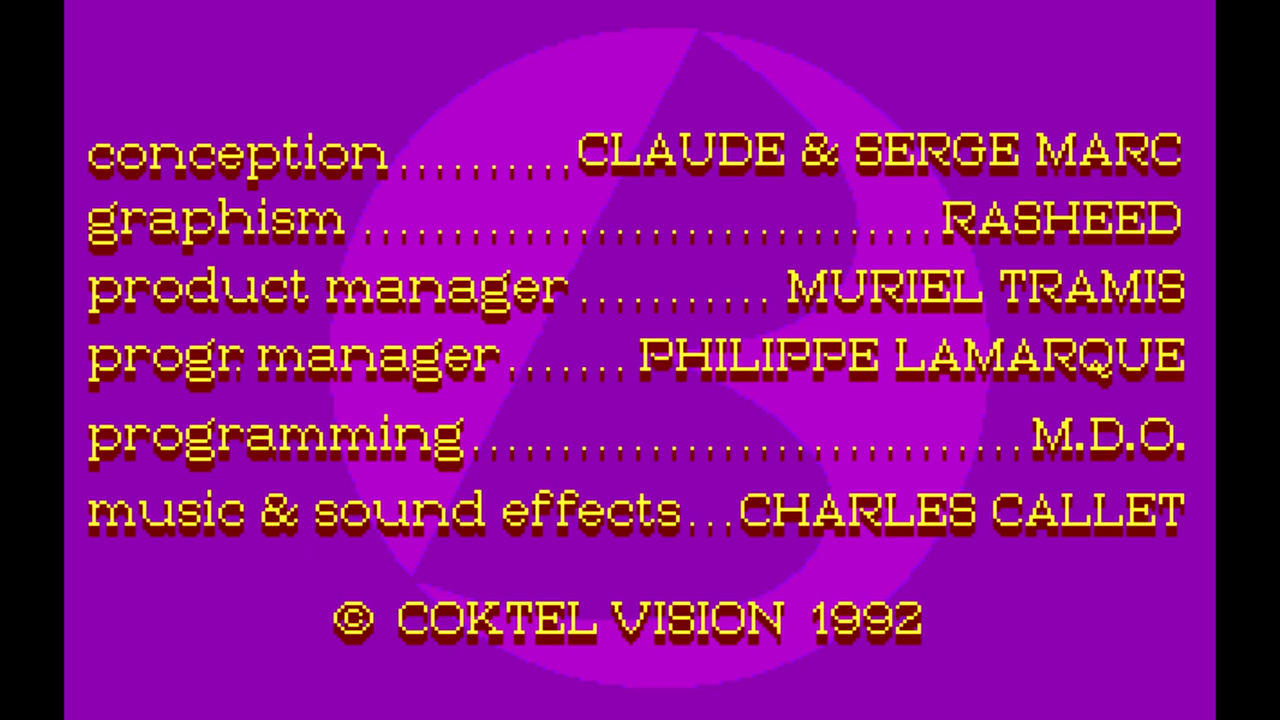 conception..........CLAUDE & SERGE MARC
graphism ...............................RASHEED
product manager........... MURIEL TRAMIS
progr. manager....... PHILIPPE LAMARQUE
programming..............................M.D.O.
music & sound effects...CHARLES CALLET
© COKTEL VISION 1992